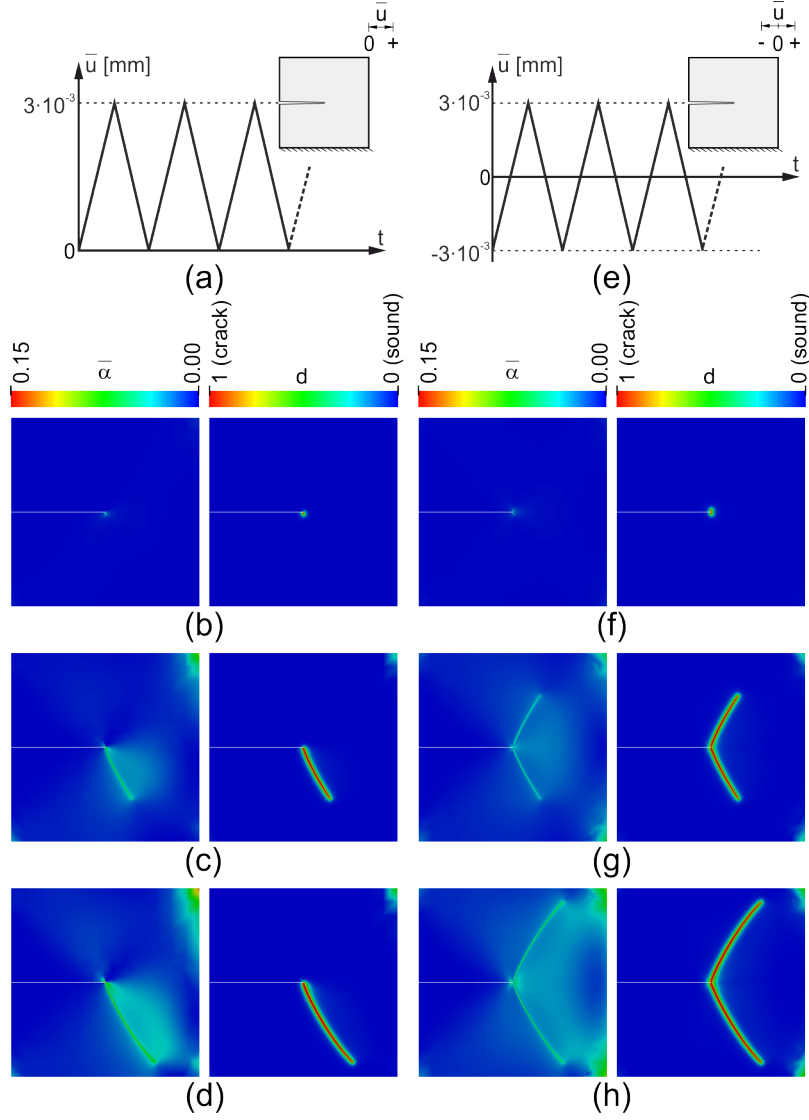 u̅
0 +
u̅ [mm]
3·10⁻³
0
t
(a)
u̅
- 0 +
u̅ [mm]
3·10⁻³
0
t
-3·10⁻³
(e)
0.15
α̅
0.00
1 (crack)
d
0 (sound)
0.15
α̅
0.00
1 (crack)
d
0 (sound)
(b)
(f)
(c)
(g)
(d)
(h)